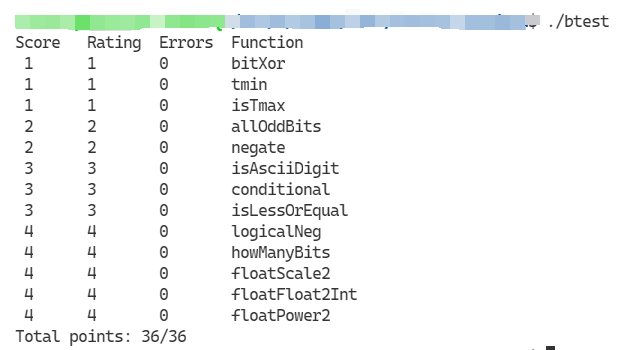 $ ./btest
Score Rating Errors Function
1 1 0 bitXor
1 1 0 tmin
1 1 0 isTmax
2 2 0 allOddBits
2 2 0 negate
3 3 0 isAsciiDigit
3 3 0 conditional
3 3 0 isLessOrEqual
4 4 0 logicalNeg
4 4 0 howManyBits
4 4 0 floatScale2
4 4 0 floatFloat2Int
4 4 0 floatPower2
Total points: 36/36